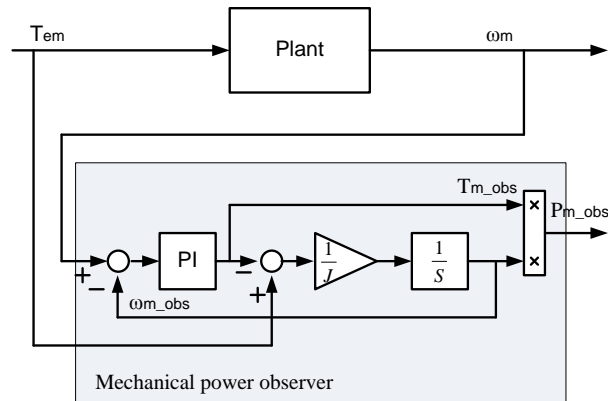 Tem
Plant
ωm
Tm_obs
Pm_obs
×
PI
1
J
1
S
×
+
−
−
+
ωm_obs
Mechanical power observer